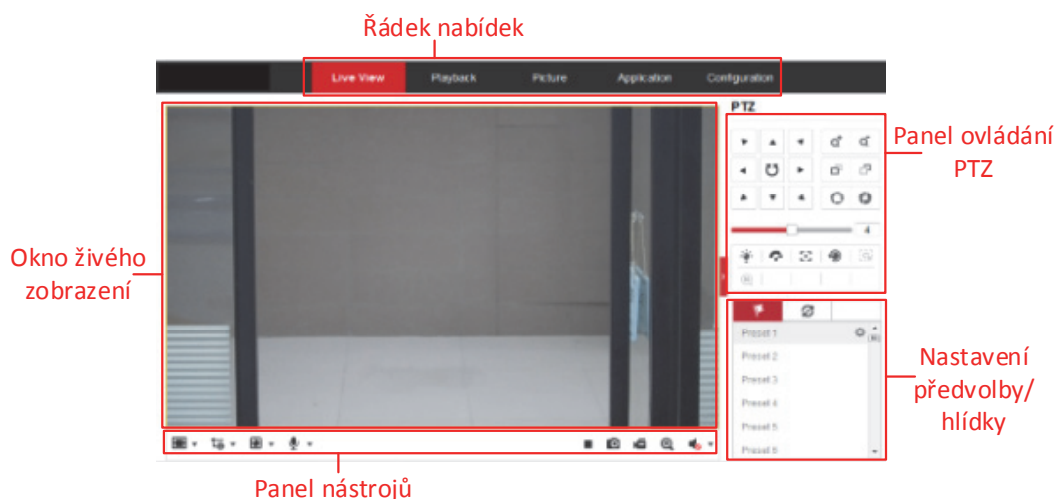 Řádek nabídek
Live View Playback Picture Application Configuration
PTZ
Panel ovládání
PTZ
4
Okno živého
zobrazení
Preset 1
Preset 2
Preset 3
Preset 4
Preset 5
Preset 6
Nastavení
předvolby/
hlídky
Panel nástrojů